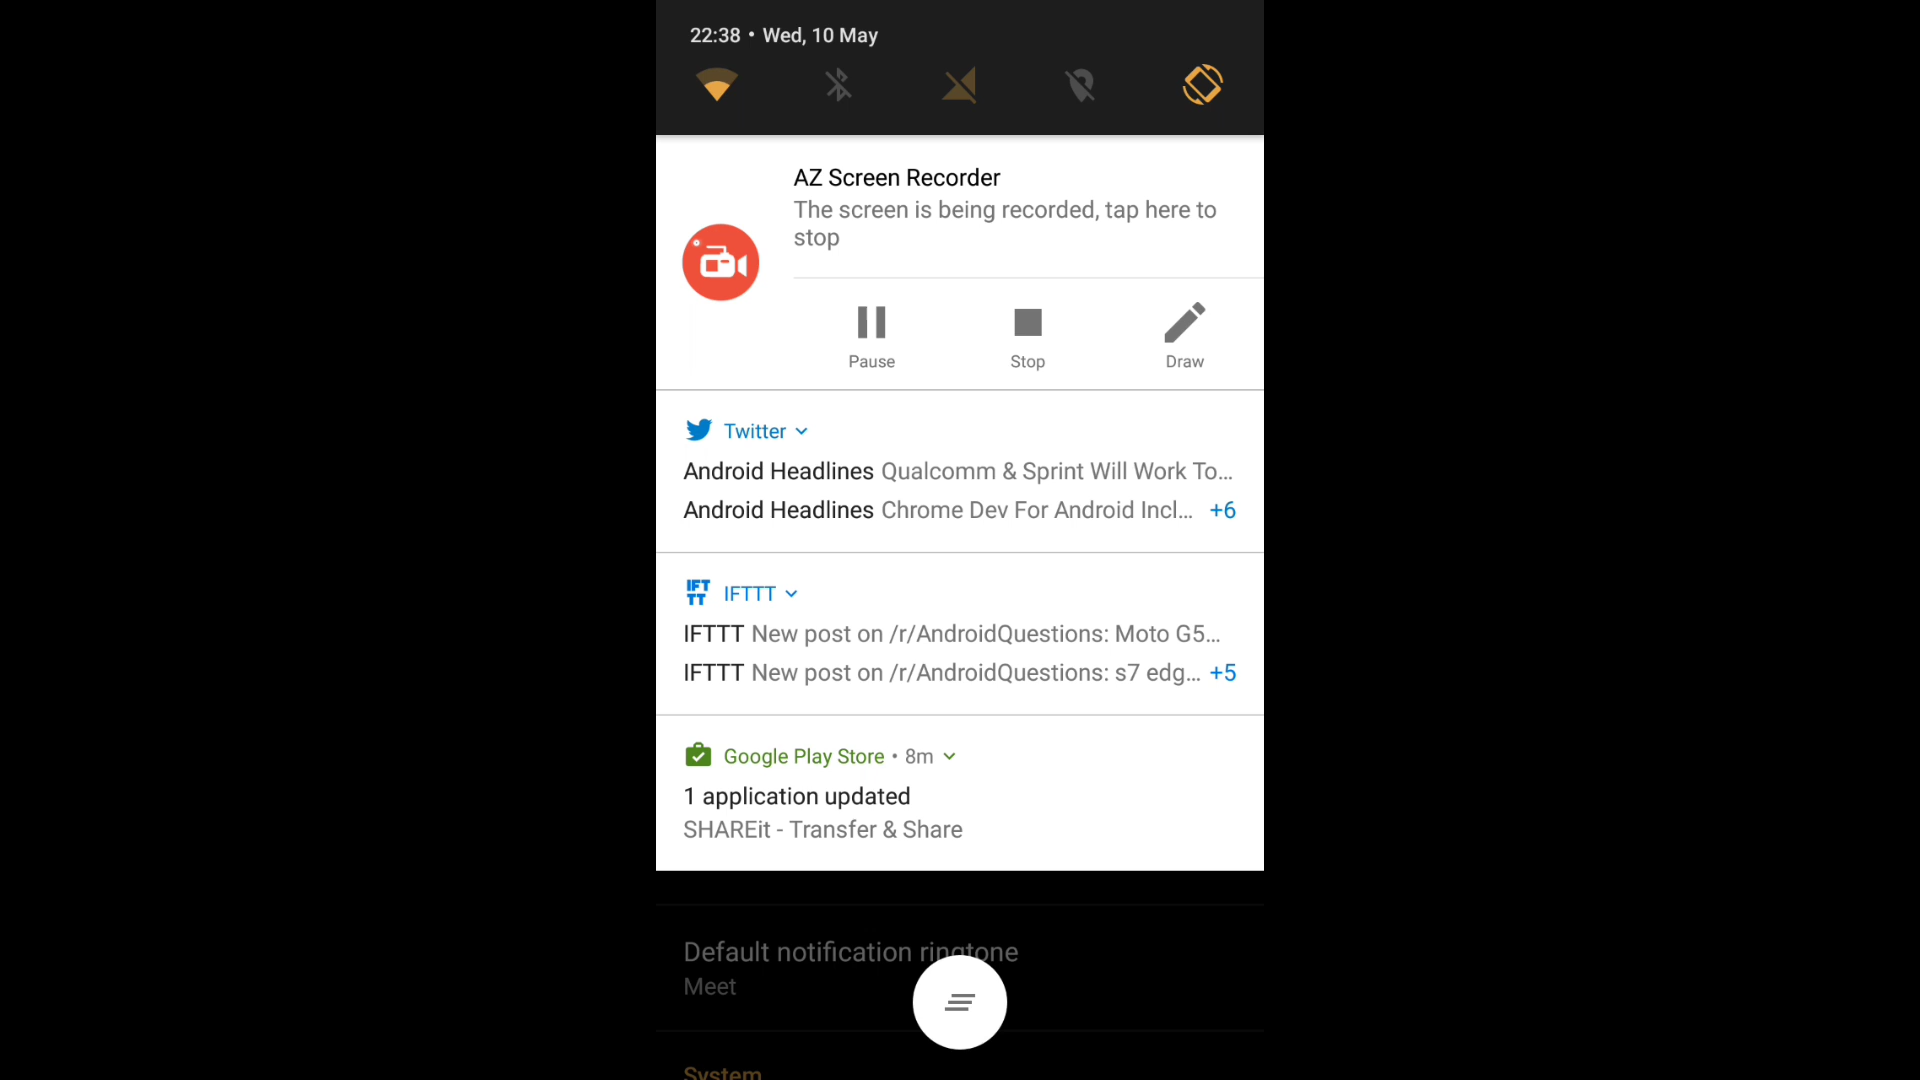 22:38 • Wed, 10 May
AZ Screen Recorder
The screen is being recorded, tap here to
stop
Pause
Stop
Draw
Twitter
Android Headlines Qualcomm & Sprint Will Work To...
Android Headlines Chrome Dev For Android Incl... +6
IFT
TT
IFTTT
IFTTT New post on /r/AndroidQuestions: Moto G5...
IFTTT New post on /r/AndroidQuestions: s7 edg... +5
Google Play Store • 8m
1 application updated
SHAREit - Transfer & Share
Default notification ringtone
Meet
System